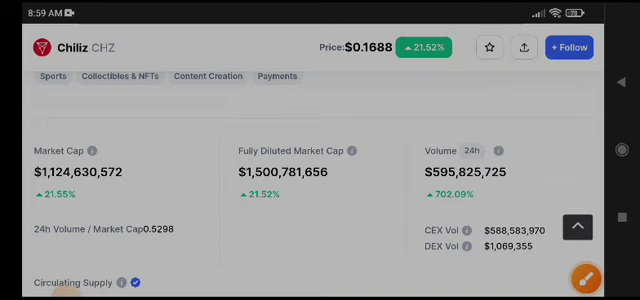 8:59 AM
70
Chiliz CHZ
Price:$0.1688
21.52%
+ Follow
Sports
Collectibles & NFTs
Content Creation
Payments
Market Cap
$1,124,630,572
21.55%
24h Volume / Market Cap0.5298
Fully Diluted Market Cap
$1,500,781,656
21.52%
Volume 24h
$595,825,725
702.09%
CEX Vol $588,583,970
DEX Vol $1,069,355
Circulating Supply